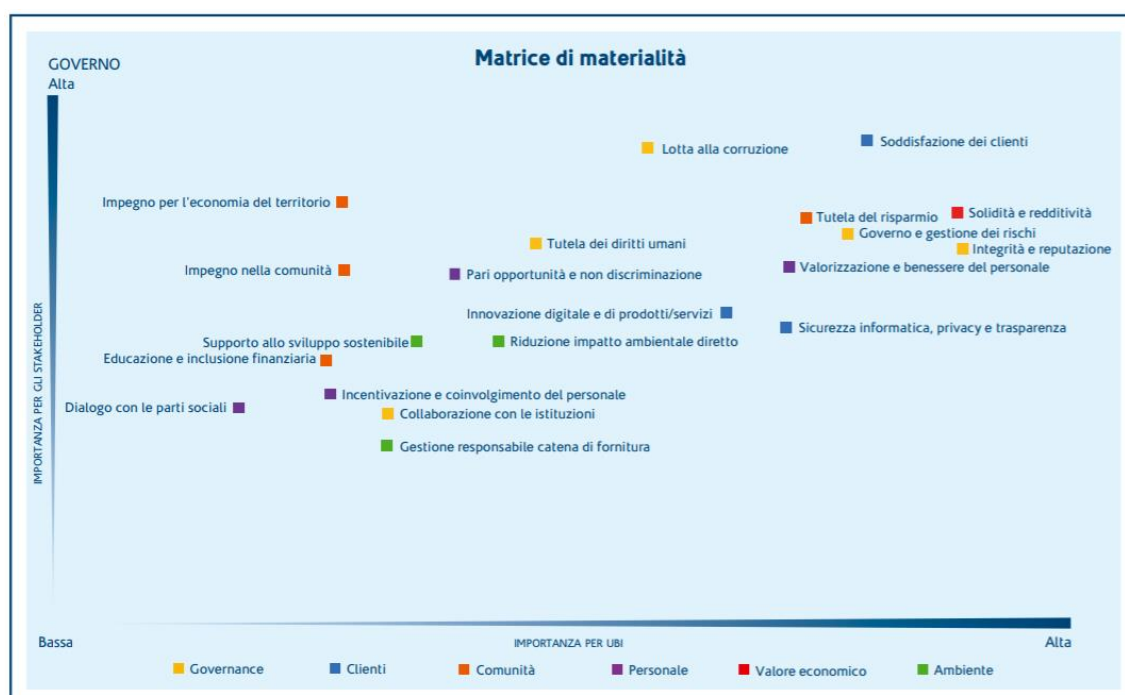 Matrice di materialità
GOVERNO
Alta
Lotta alla corruzione
Soddisfazione dei clienti
Impegno per l'economia del territorio
Tutela del risparmio
Solidità e redditività
Governo e gestione dei rischi
Tutela dei diritti umani
Integrità e reputazione
Impegno nella comunità
Pari opportunità e non discriminazione
Valorizzazione e benessere del personale
Innovazione digitale e di prodotti/servizi
Sicurezza informatica, privacy e trasparenza
Supporto allo sviluppo sostenibile
Riduzione impatto ambientale diretto
Educazione e inclusione finanziaria
Incentivazione e coinvolgimento del personale
Dialogo con le parti sociali
Collaborazione con le istituzioni
Gestione responsabile catena di fornitura
IMPORTANZA PER GLI STAKEHOLDER
Bassa
IMPORTANZA PER UBI
Alta
Governance
Clienti
Comunità
Personale
Valore economico
Ambiente